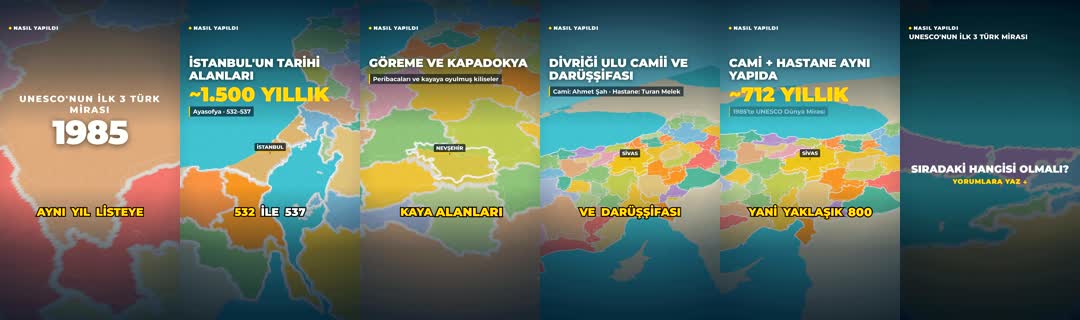 NASIL YAPILDI
UNESCO'NUN İLK 3 TÜRK
MİRASI
1985
AYNI YIL LİSTEYE
NASIL YAPILDI
İSTANBUL'UN TARİHİ
ALANLARI
~1.500 YILLIK
Ayasofya · 532–537
İSTANBUL
532 İLE 537
NASIL YAPILDI
GÖREME VE KAPADOKYA
Peribacaları ve kayaya oyulmuş kiliseler
NEVŞEHİR
KAYA ALANLARI
NASIL YAPILDI
DİVRİĞİ ULU CAMİİ VE
DARÜŞŞİFASI
Cami: Ahmet Şah · Hastane: Turan Melek
SİVAS
VE DARÜŞŞİFASI
NASIL YAPILDI
CAMİ + HASTANE AYNI
YAPIDA
~712 YILLIK
1985'te UNESCO Dünya Mirası
SİVAS
YANİ YAKLAŞIK 800
NASIL YAPILDI
UNESCO'NUN İLK 3 TÜRK MİRASI
SIRADAKİ HANGİSİ OLMALI?
YORUMLARA YAZ ↓